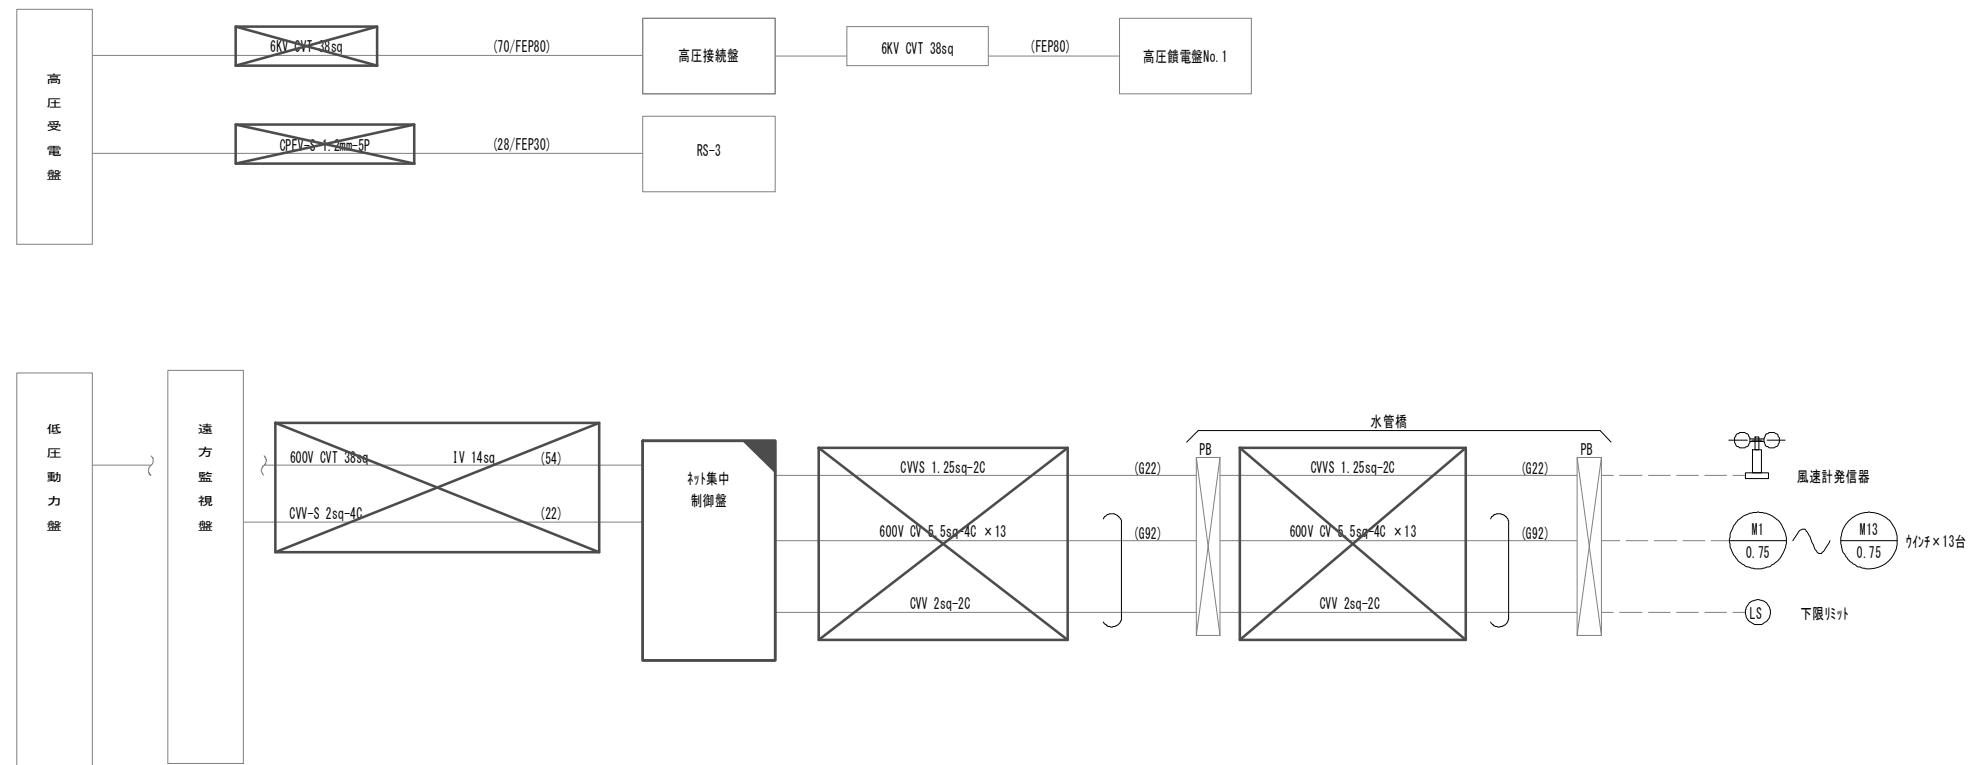 高圧受電盤
6KV CVT 38sq
(70/FEP80)
高圧接続盤
6KV CVT 38sq
(FEP80)
高圧饋電盤No.1
CPEV-S 1.2mm-5P
(28/FEP30)
RS-3
低圧動力盤
遠方監視盤
600V CVT 38sq
IV 14sq
(54)
CVV-S 2sq-4C
(22)
ﾈｯﾄ集中
制御盤
水管橋
PB
PB
CVVS 1.25sq-2C
(G22)
CVVS 1.25sq-2C
(G22)
風速計発信器
600V CV 5.5sq-4C ×13
(G92)
600V CV 5.5sq-4C ×13
(G92)
M1
0.75
M13
0.75
ｳｲﾝﾁ×13台
CVV 2sq-2C
CVV 2sq-2C
LS
下限ﾘﾐｯﾄ